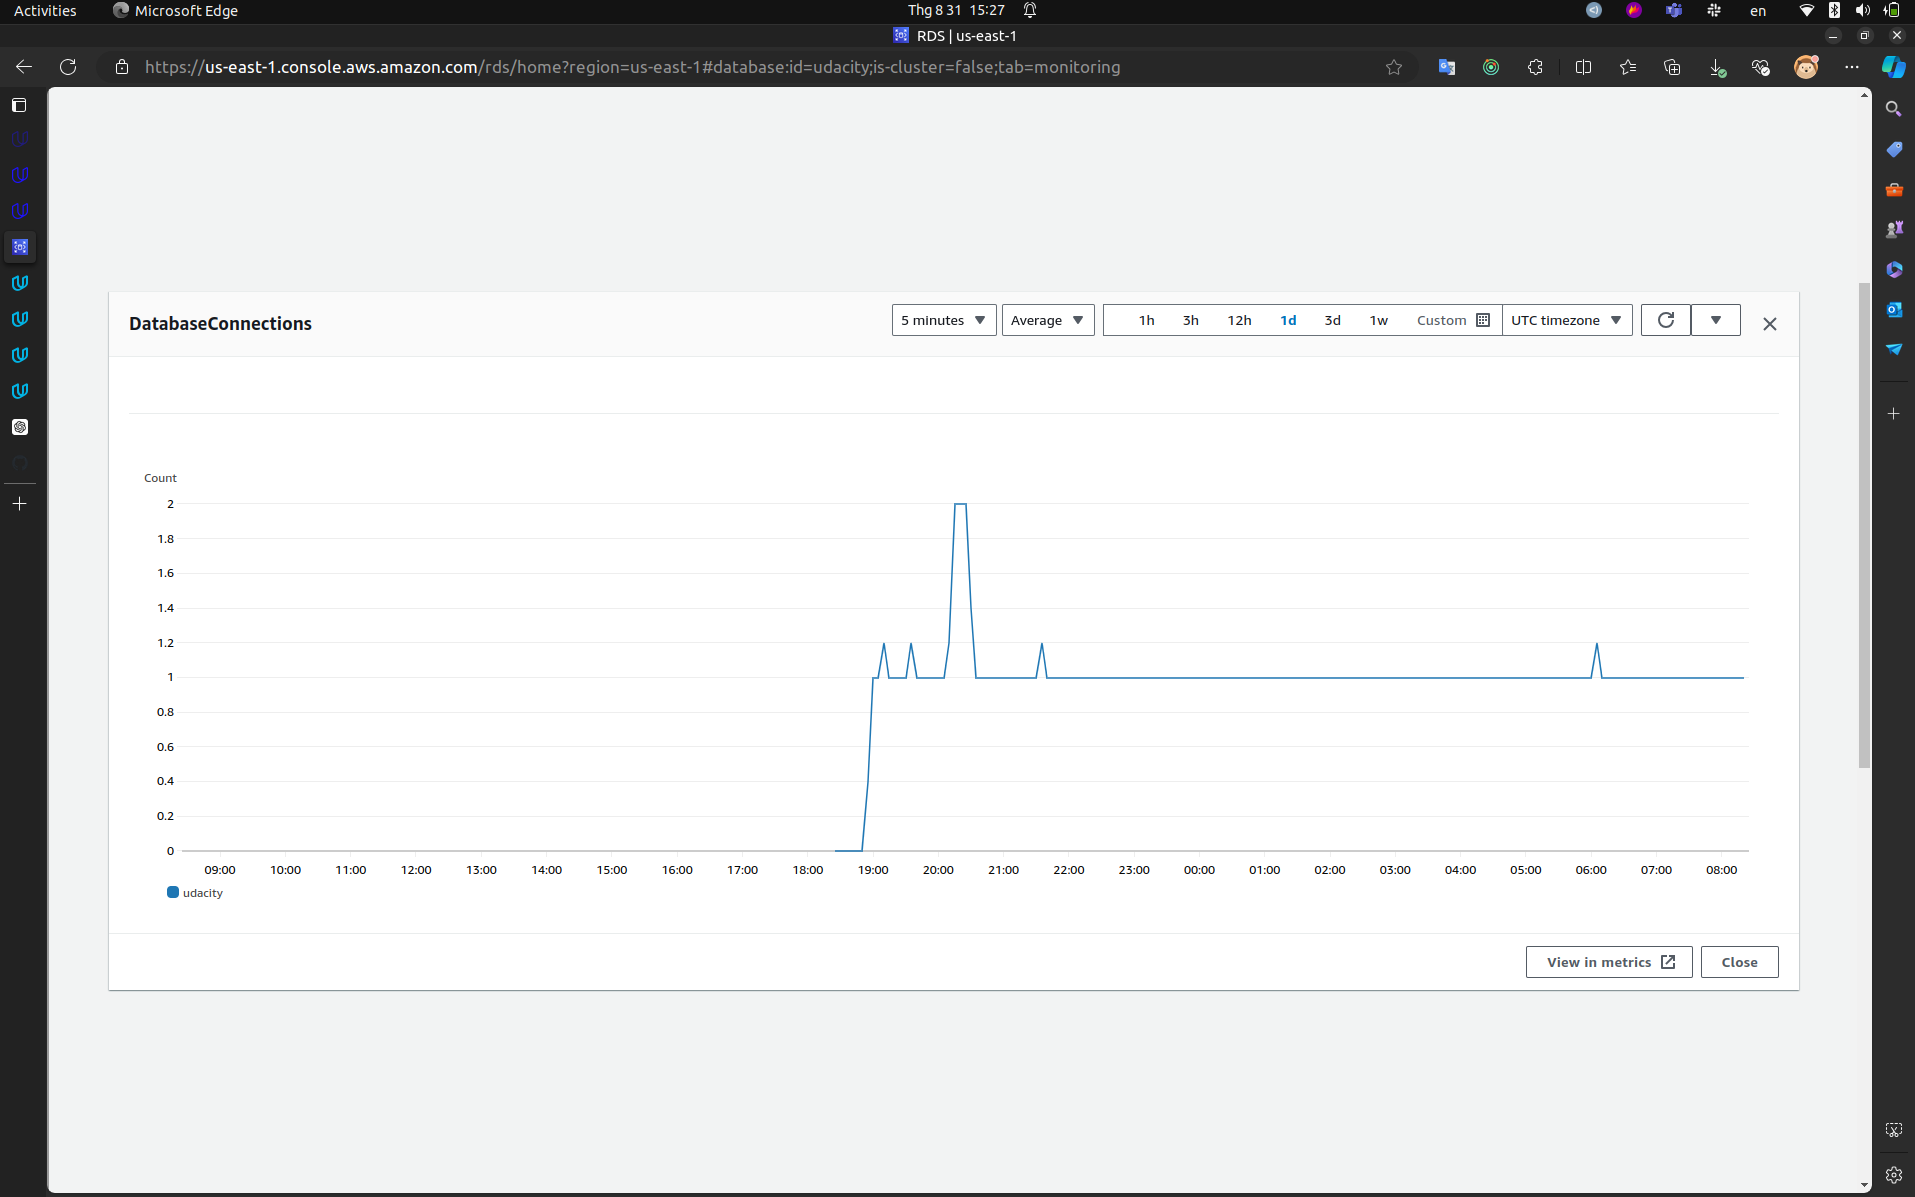 Activities
Microsoft Edge
Thg 8 31 15:27
en
RDS | us-east-1
https://us-east-1.console.aws.amazon.com/rds/home?region=us-east-1#database:id=udacity;is-cluster=false;tab=monitoring
DatabaseConnections
5 minutes
Average
1h 3h 12h 1d 3d 1w Custom
UTC timezone
Count
2
1.8
1.6
1.4
1.2
1
0.8
0.6
0.4
0.2
0
09:00 10:00 11:00 12:00 13:00 14:00 15:00 16:00 17:00 18:00 19:00 20:00 21:00 22:00 23:00 00:00 01:00 02:00 03:00 04:00 05:00 06:00 07:00 08:00
udacity
View in metrics
Close